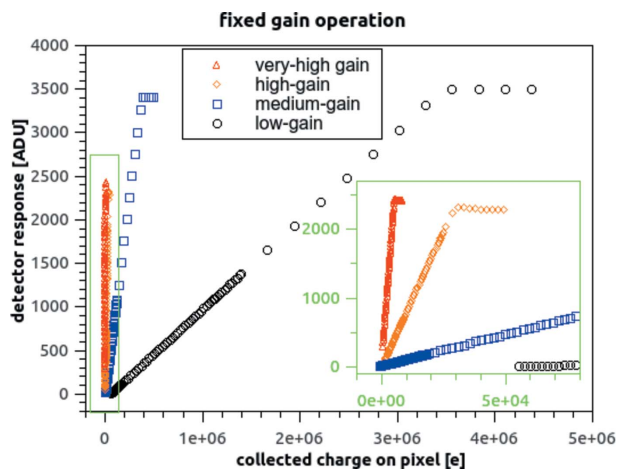 fixed gain operation
4000
3500
3000
2500
2000
1500
1000
500
0
detector response [ADU]
very-high gain
high-gain
medium-gain
low-gain
2000
1000
0
0e+00
5e+04
0
1e+06
2e+06
3e+06
4e+06
5e+06
collected charge on pixel [e]